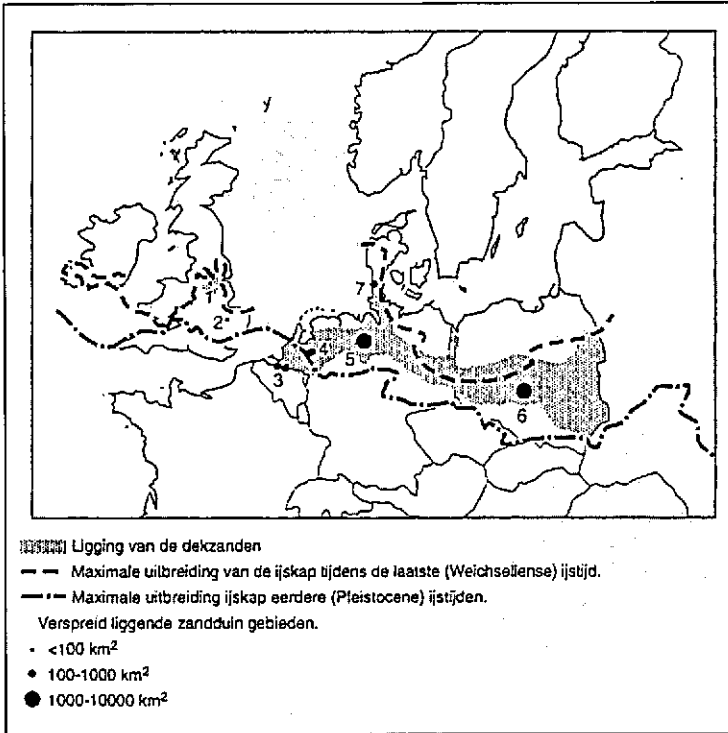 1
2
3
4
5
6
7
Ligging van de dekzanden
Maximale uitbreiding van de ijskap tijdens de laatste (Weichseliense) ijstijd.
Maximale uitbreiding ijskap eerdere (Pleistocene) ijstijden.
Verspreid liggende zandduin gebieden.
<100 km²
100-1000 km²
1000-10000 km²